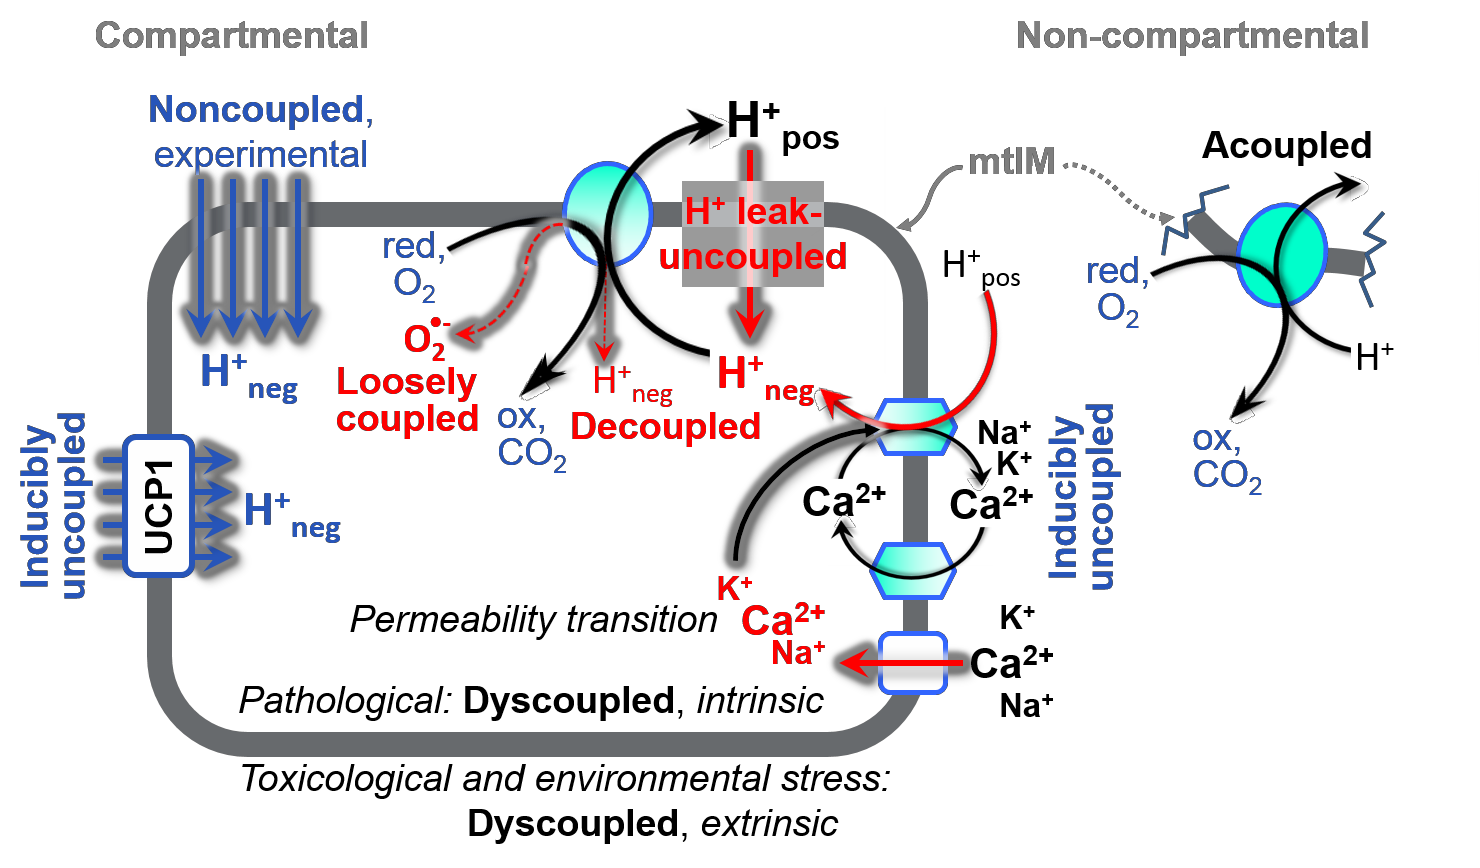 Compartmental
Non-compartmental
Noncoupled,
experimental
H⁺pos
Acoupled
mtIM
H⁺ leak-
uncoupled
red,
O₂
H⁺pos
red,
O₂
O₂•-
Loosely
coupled
H⁺neg
H⁺neg
Decoupled
H⁺neg
ox,
CO₂
H⁺
ox,
CO₂
Inducibly
uncoupled
UCP1
H⁺neg
Na⁺
K⁺
Ca²⁺
Ca²⁺
Inducibly
uncoupled
K⁺
Permeability transition Ca²⁺
Na⁺
K⁺
Ca²⁺
Na⁺
Pathological: Dyscoupled, intrinsic
Toxicological and environmental stress:
Dyscoupled, extrinsic